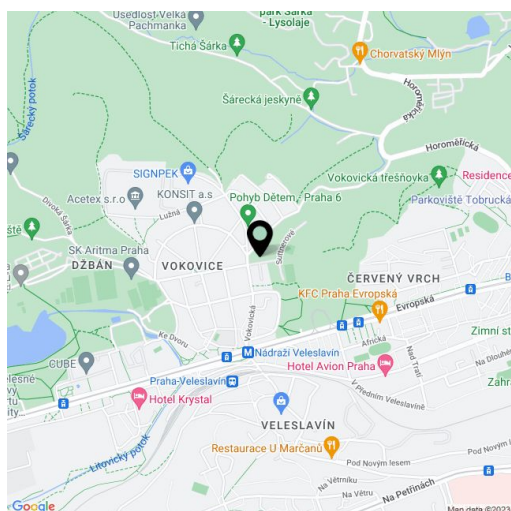 Usedlost Velká
Pachmanka
park Šárka
- Lysolaje
Tichá Šárka
Chorvatský Mlýn
Šárecký potok
Šárecká jeskyně
Horoměřická
Horoměřická
SIGNPEK
Vokovická třešňovka
Residence
Acetex s.r.o
KONSIT a.s
Pohyb Dětem, Praha 6
Parkoviště Tobrucká
Lužná
Divoká Šárka
iště
SK Aritma Praha
DŽBÁN
VOKOVICE
ČERVENÝ VRCH
KFC Praha Evropská
Evropská
Vokovická
Ke Dvoru
Africká
Zimní st
M
Nádraží Veleslavín
Nad Tratí
Na Dlouhé
CUBE
Hotel Avion Praha
Praha-Veleslavín
Zahr
Hotel Krystal
V Předním Veleslavíně
VELESLAVÍN
Litovický potok
Restaurace U Marčanů
Pod Novým lesem
Pod Novým
Na Větrníku
Na Větru
Na Petřinách
Google
Map data ©2023